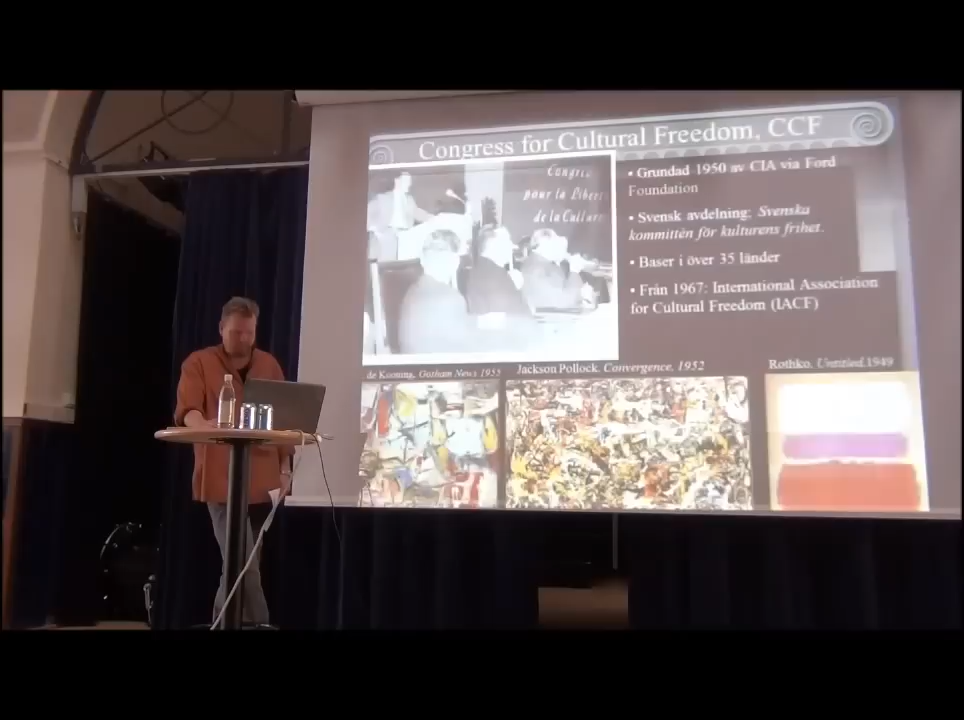 Congress for Cultural Freedom, CCF
Congrè
pour la Libert
de la Culture
• Grundad 1950 av CIA via Ford
Foundation
• Svensk avdelning: Svenska
kommittén för kulturens frihet.
• Baser i över 35 länder
• Från 1967: International Association
for Cultural Freedom (IACF)
de Kooning, Gotham News 1955
Jackson Pollock. Convergence, 1952
Rothko, Untitled.1949